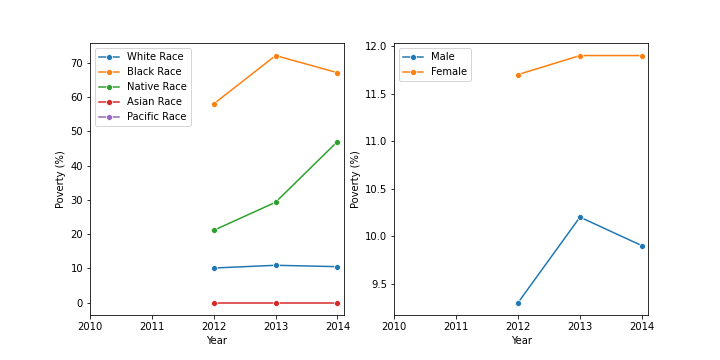 White Race
Black Race
Native Race
Asian Race
Pacific Race
70
60
50
40
30
20
10
0
Poverty (%)
2010 2011 2012 2013 2014
Year
Male
Female
12.0
11.5
11.0
10.5
10.0
9.5
Poverty (%)
2010 2011 2012 2013 2014
Year